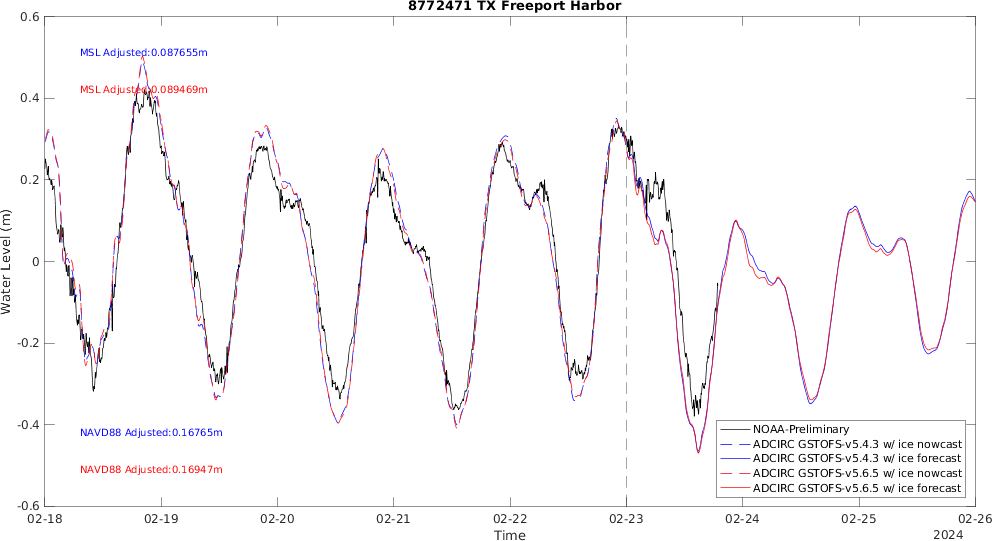 8772471 TX Freeport Harbor
0.6
0.4
0.2
0
-0.2
-0.4
-0.6
Water Level (m)
MSL Adjusted:0.087655m
MSL Adjusted:0.089469m
NAVD88 Adjusted:0.16765m
NAVD88 Adjusted:0.16947m
NOAA-Preliminary
ADCIRC GSTOFS-v5.4.3 w/ ice nowcast
ADCIRC GSTOFS-v5.4.3 w/ ice forecast
ADCIRC GSTOFS-v5.6.5 w/ ice nowcast
ADCIRC GSTOFS-v5.6.5 w/ ice forecast
02-18 02-19 02-20 02-21 02-22 02-23 02-24 02-25 02-26
Time
2024